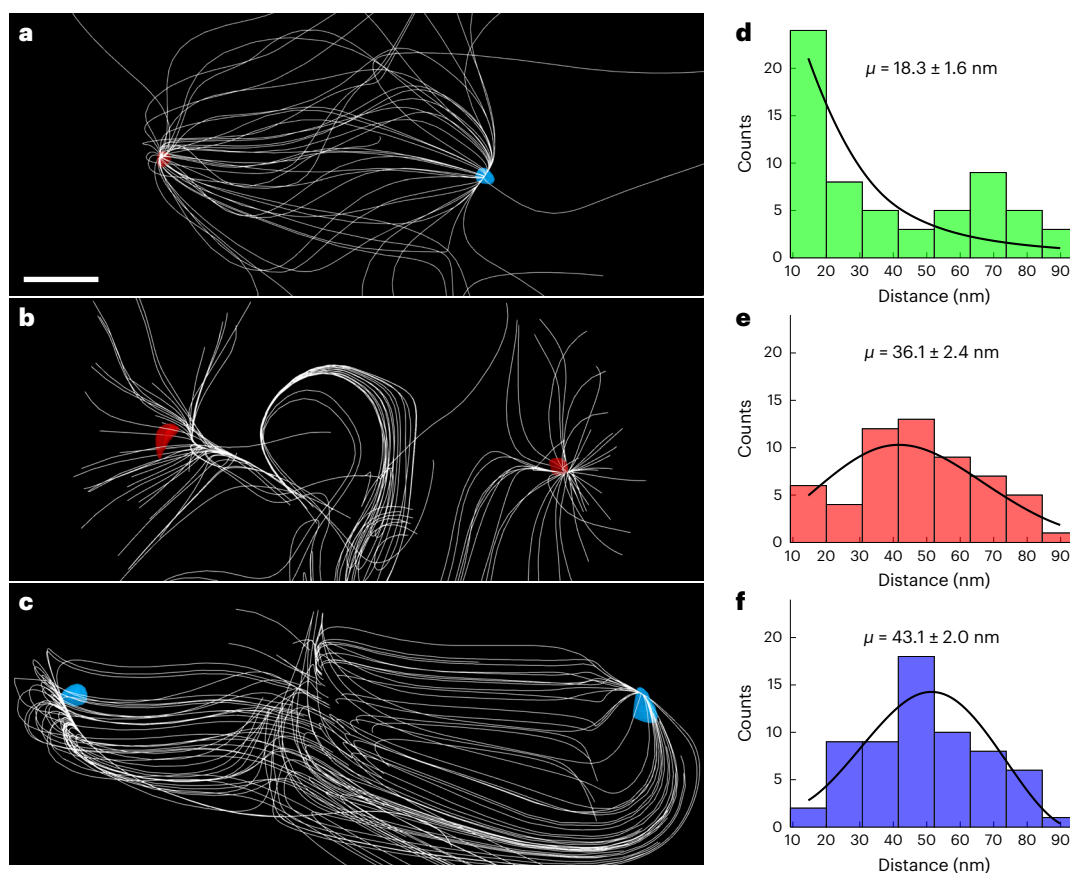 a
b
c
d
μ = 18.3 ± 1.6 nm
Counts
20
15
10
5
0
10 20 30 40 50 60 70 80 90
Distance (nm)
e
μ = 36.1 ± 2.4 nm
Counts
20
15
10
5
0
10 20 30 40 50 60 70 80 90
Distance (nm)
f
μ = 43.1 ± 2.0 nm
Counts
20
15
10
5
0
10 20 30 40 50 60 70 80 90
Distance (nm)